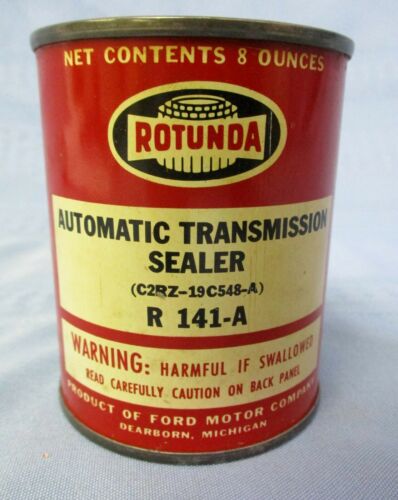 NET CONTENTS 8 OUNCES
ROTUNDA
AUTOMATIC TRANSMISSION
SEALER
(C2RZ-19C548-A)
R 141-A
WARNING: HARMFUL IF SWALLOWED
READ CAREFULLY CAUTION ON BACK PANEL
PRODUCT OF FORD MOTOR COMPANY
DEARBORN, MICHIGAN